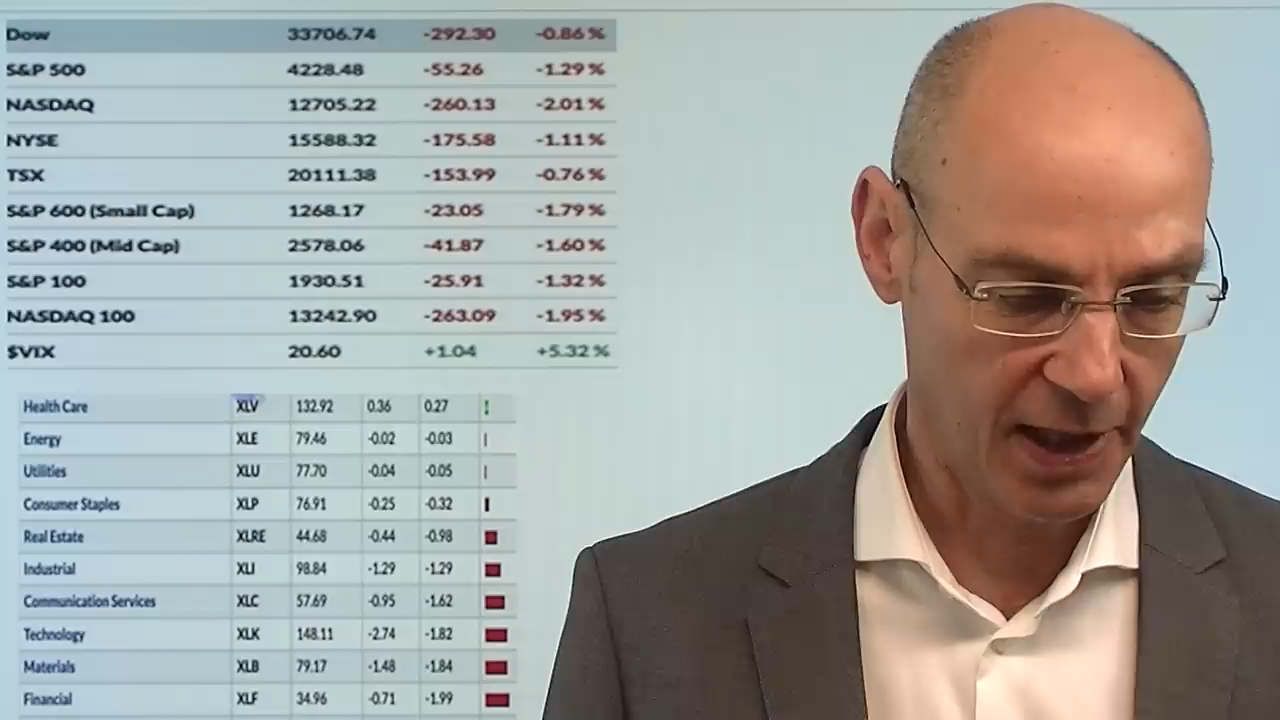 Dow 33706.74 -292.30 -0.86 %
S&P 500 4228.48 -55.26 -1.29 %
NASDAQ 12705.22 -260.13 -2.01 %
NYSE 15588.32 -175.58 -1.11 %
TSX 20111.38 -153.99 -0.76 %
S&P 600 (Small Cap) 1268.17 -23.05 -1.79 %
S&P 400 (Mid Cap) 2578.06 -41.87 -1.60 %
S&P 100 1930.51 -25.91 -1.32 %
NASDAQ 100 13242.90 -263.09 -1.95 %
$VIX 20.60 +1.04 +5.32 %
Health Care XLV 132.92 0.36 0.27
Energy XLE 79.46 -0.02 -0.03
Utilities XLU 77.70 -0.04 -0.05
Consumer Staples XLP 76.91 -0.25 -0.32
Real Estate XLRE 44.68 -0.44 -0.98
Industrial XLI 98.84 -1.29 -1.29
Communication Services XLC 57.69 -0.95 -1.62
Technology XLK 148.11 -2.74 -1.82
Materials XLB 79.17 -1.48 -1.84
Financial XLF 34.96 -0.71 -1.99